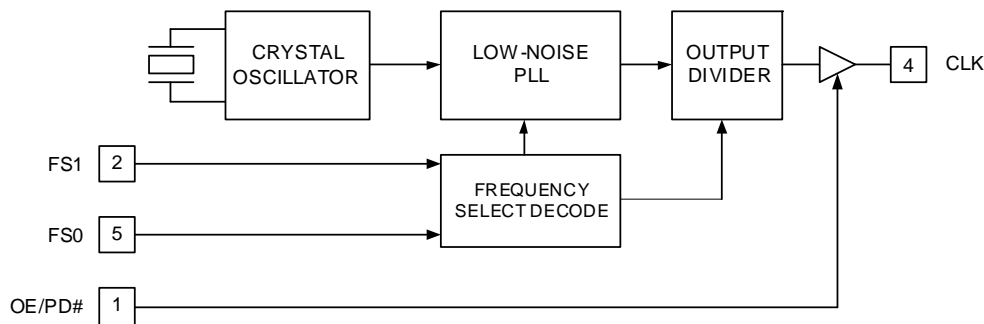 CRYSTAL
OSCILLATOR
LOW-NOISE
PLL
OUTPUT
DIVIDER
4 CLK
FS1 2
FREQUENCY
SELECT DECODE
FS0 5
OE/PD# 1